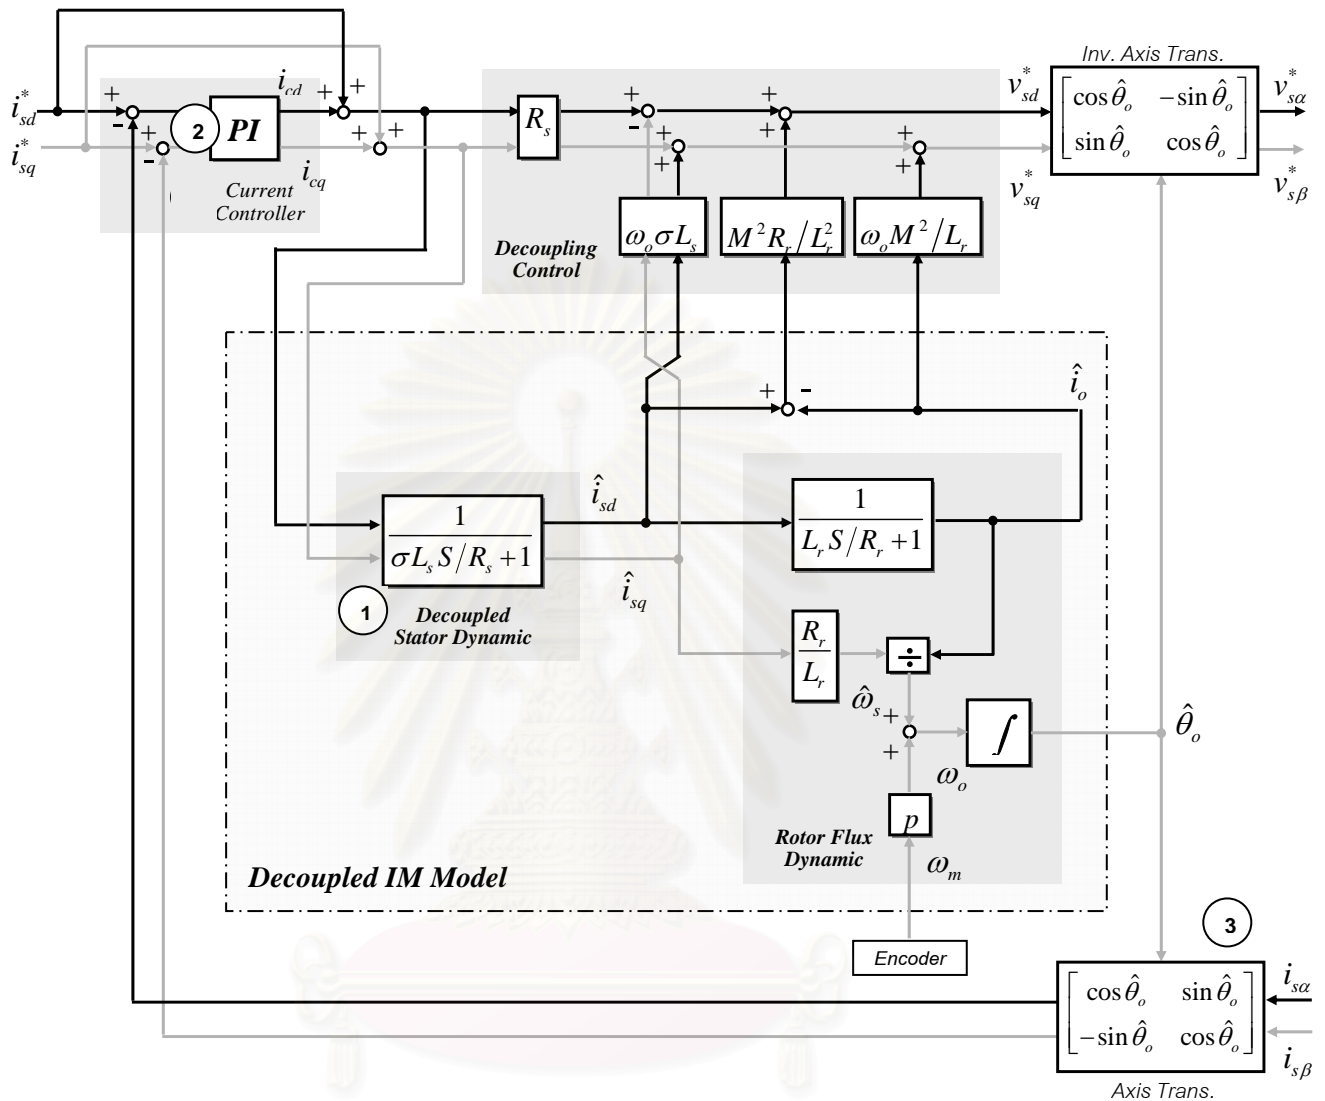 Inv. Axis Trans.
i*sd
i*sq
+
-
+
-
2
PI
icd
icq
+
+
+
+
Current
Controller
Rs
+
-
+
+
+
+
+
+
v*sd
v*sq
[cos θ̂o −sin θ̂o
sin θ̂o cos θ̂o]
v*sα
v*sβ
Decoupling
Control
ωoσLs
M²Rr/Lr²
ωoM²/Lr
+
-
îo
îsd
îsq
1
σLsS/Rs+1
1
Decoupled
Stator Dynamic
1
LrS/Rr+1
Rr
Lr
÷
ω̂s
+
+
∫
θ̂o
ωo
p
Rotor Flux
Dynamic
ωm
Decoupled IM Model
Encoder
3
[cos θ̂o sin θ̂o
−sin θ̂o cos θ̂o]
isα
isβ
Axis Trans.